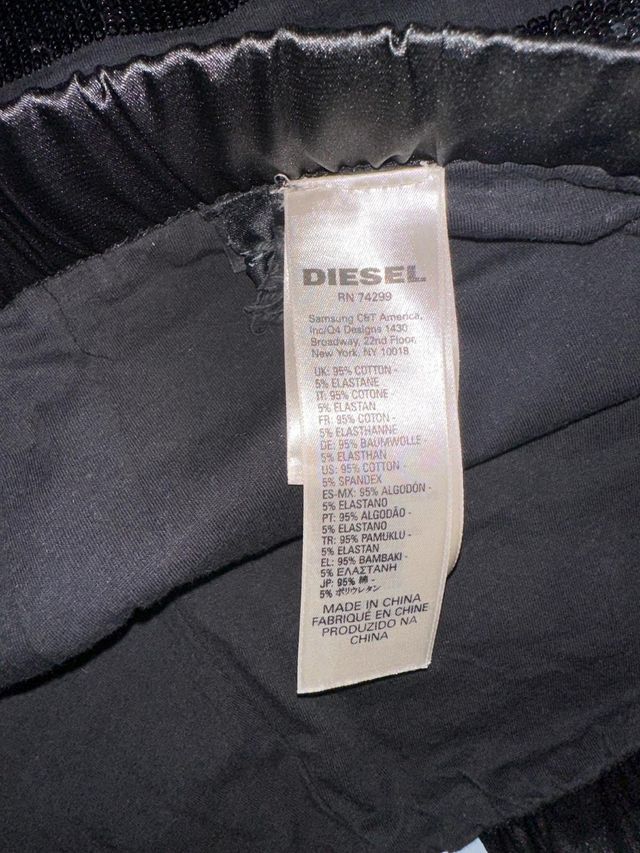 DIESEL
RN 74299
Samsung C&T America,
Inc/Q4 Designs 1430
Broadway, 22nd Floor,
New York, NY 10018
UK: 95% COTTON -
5% ELASTANE
IT: 95% COTONE -
5% ELASTAN
FR: 95% COTON -
5% ELASTHANNE
DE: 95% BAUMWOLLE -
5% ELASTHAN
US: 95% COTTON -
5% SPANDEX
ES-MX: 95% ALGODÓN -
5% ELASTANO
PT: 95% ALGODÃO -
5% ELASTANO
TR: 95% PAMUKLU -
5% ELASTAN
EL: 95% BAMBAKI -
5% ΕΛΑΣΤΑΝΗ
JP: 95% 綿 -
5% ポリウレタン
MADE IN CHINA
FABRIQUÉ EN CHINE
PRODUZIDO NA
CHINA